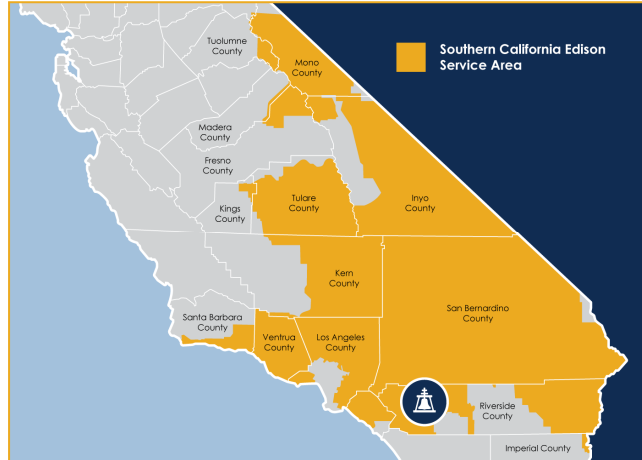 Southern California Edison
Service Area
Tuolumne
County
Mono
County
Madera
County
Fresno
County
Kings
County
Tulare
County
Inyo
County
Kern
County
San Bernardino
County
Santa Barbara
County
Ventrua
County
Los Angeles
County
Riverside
County
Imperial County